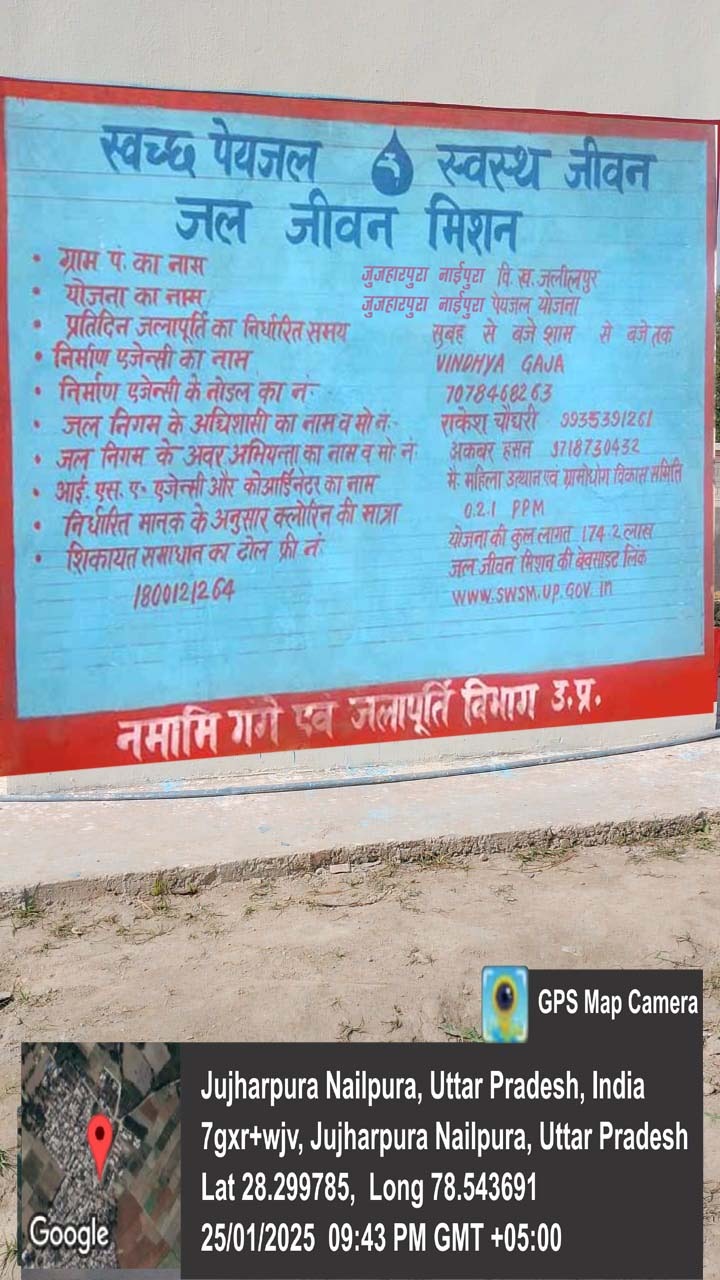 स्वच्छ पेयजल स्वस्थ जीवन
जल जीवन मिशन
• ग्राम पं. का नाम जुजहारपुरा नाईपुरा वि.ख. जलीलपुर
• योजना का नाम जुजहारपुरा नाईपुरा पेयजल योजना
• प्रतिदिन जलापूर्ति का निर्धारित समय सुबह से बजे शाम से बजे तक
• निर्माण एजेन्सी का नाम VINDHYA GAJA
• निर्माण एजेन्सी के नोडल का नं- 7078468263
• जल निगम के अधिशासी का नाम व मो नं- राकेश चौधरी 9935391261
• जल निगम के अवर अभियन्ता का नाम व मो नं अकबर हसन 9718730432
• आई. एस. ए- एजेन्सी और कोआर्डिनेटर का नाम मै. महिला उत्थान एवं ग्रामोधोग विकास समिति
• निर्धारित मानक के अनुसार क्लोरिन की मात्रा 0.2.1 PPM
• शिकायत समाधान का टोल फ्री नं. योजना की कुल लागत 174.2 लाख
जल जीवन मिशन की बेवसाइट लिंक
1800121264 www.swsm.up.gov.in
नमामि गंगे एवं जलापूर्ति विभाग उ.प्र.
GPS Map Camera
Jujharpura Nailpura, Uttar Pradesh, India
7gxr+wjv, Jujharpura Nailpura, Uttar Pradesh
Lat 28.299785, Long 78.543691
25/01/2025 09:43 PM GMT +05:00
Google